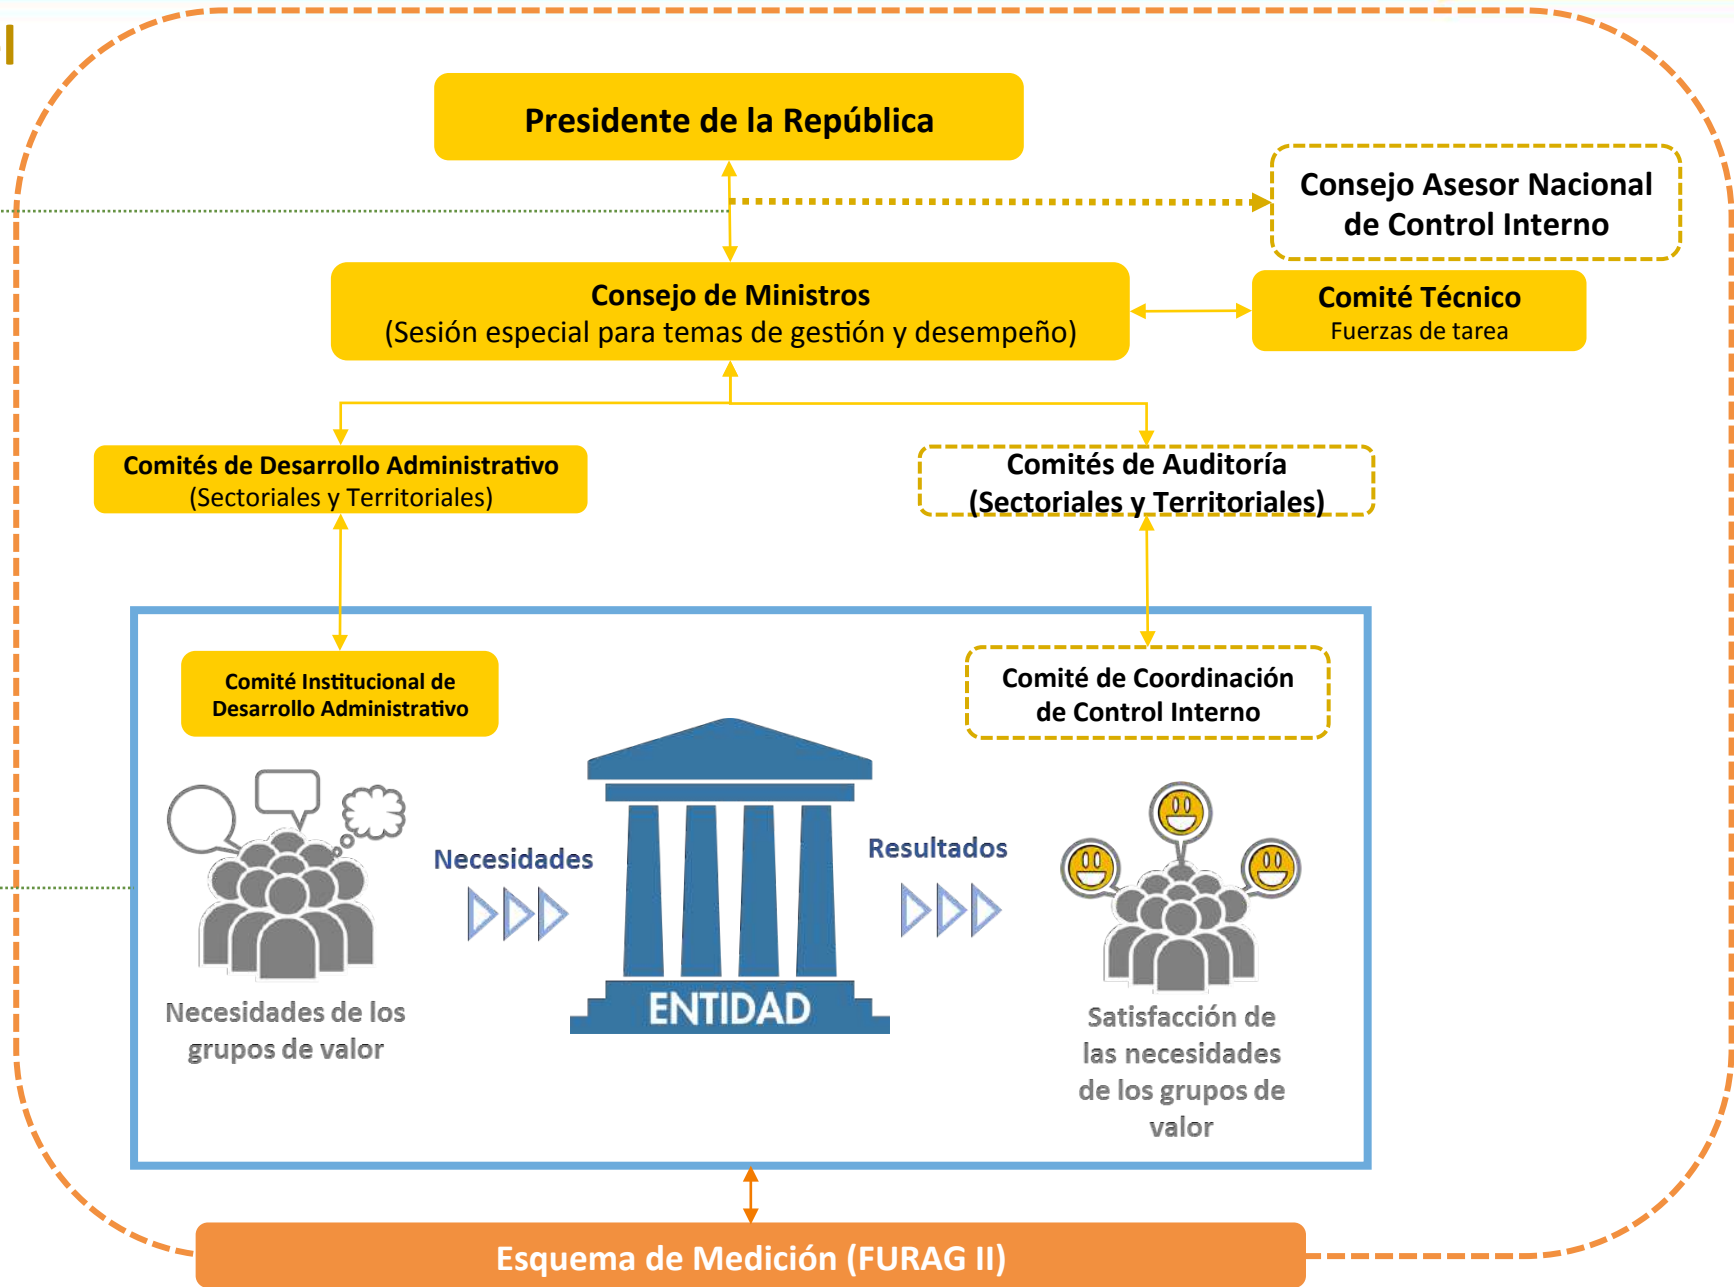 l
Presidente de la República
Consejo Asesor Nacional
de Control Interno
Consejo de Ministros
(Sesión especial para temas de gestión y desempeño)
Comité Técnico
Fuerzas de tarea
Comités de Desarrollo Administrativo
(Sectoriales y Territoriales)
Comités de Auditoría
(Sectoriales y Territoriales)
Comité Institucional de
Desarrollo Administrativo
Comité de Coordinación
de Control Interno
Necesidades
Resultados
ENTIDAD
Necesidades de los
grupos de valor
Satisfacción de
las necesidades
de los grupos de
valor
Esquema de Medición (FURAG II)